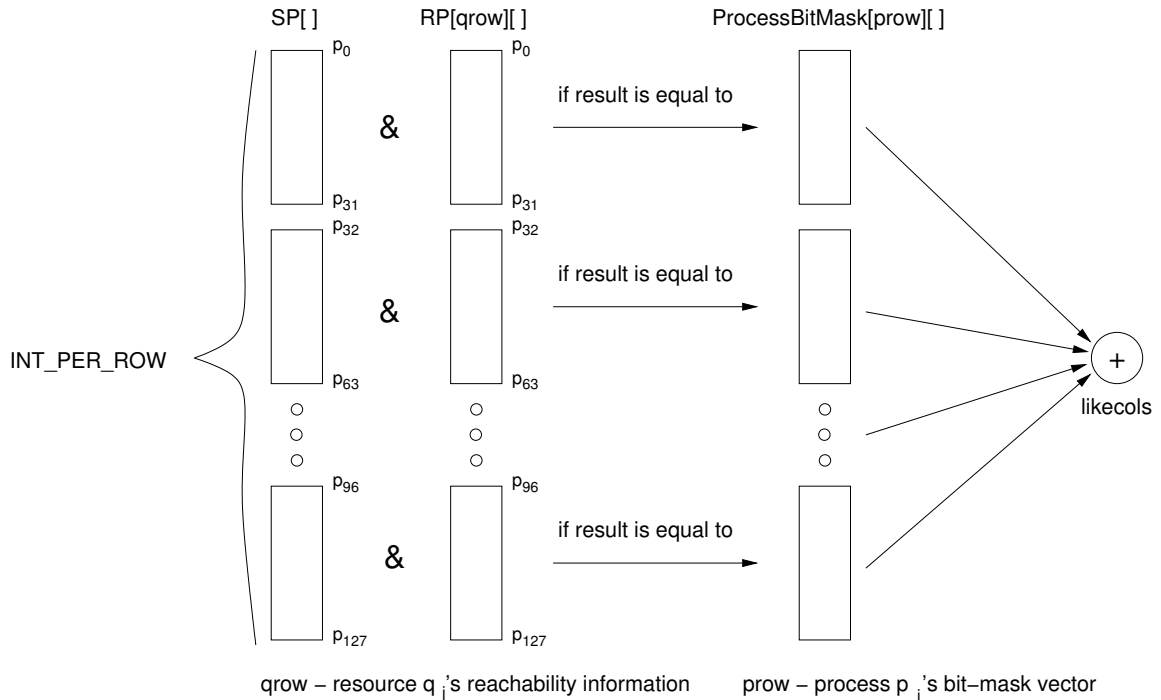 SP[ ] RP[qrow][ ] ProcessBitMask[prow][ ]
p0 p0
if result is equal to
& &
p31 p31
p32 p32
if result is equal to
& &
INT_PER_ROW
+
p63 p63
likecols
p96 p96
if result is equal to
& &
p127 p127
qrow – resource q j's reachability information prow – process p i's bit–mask vector